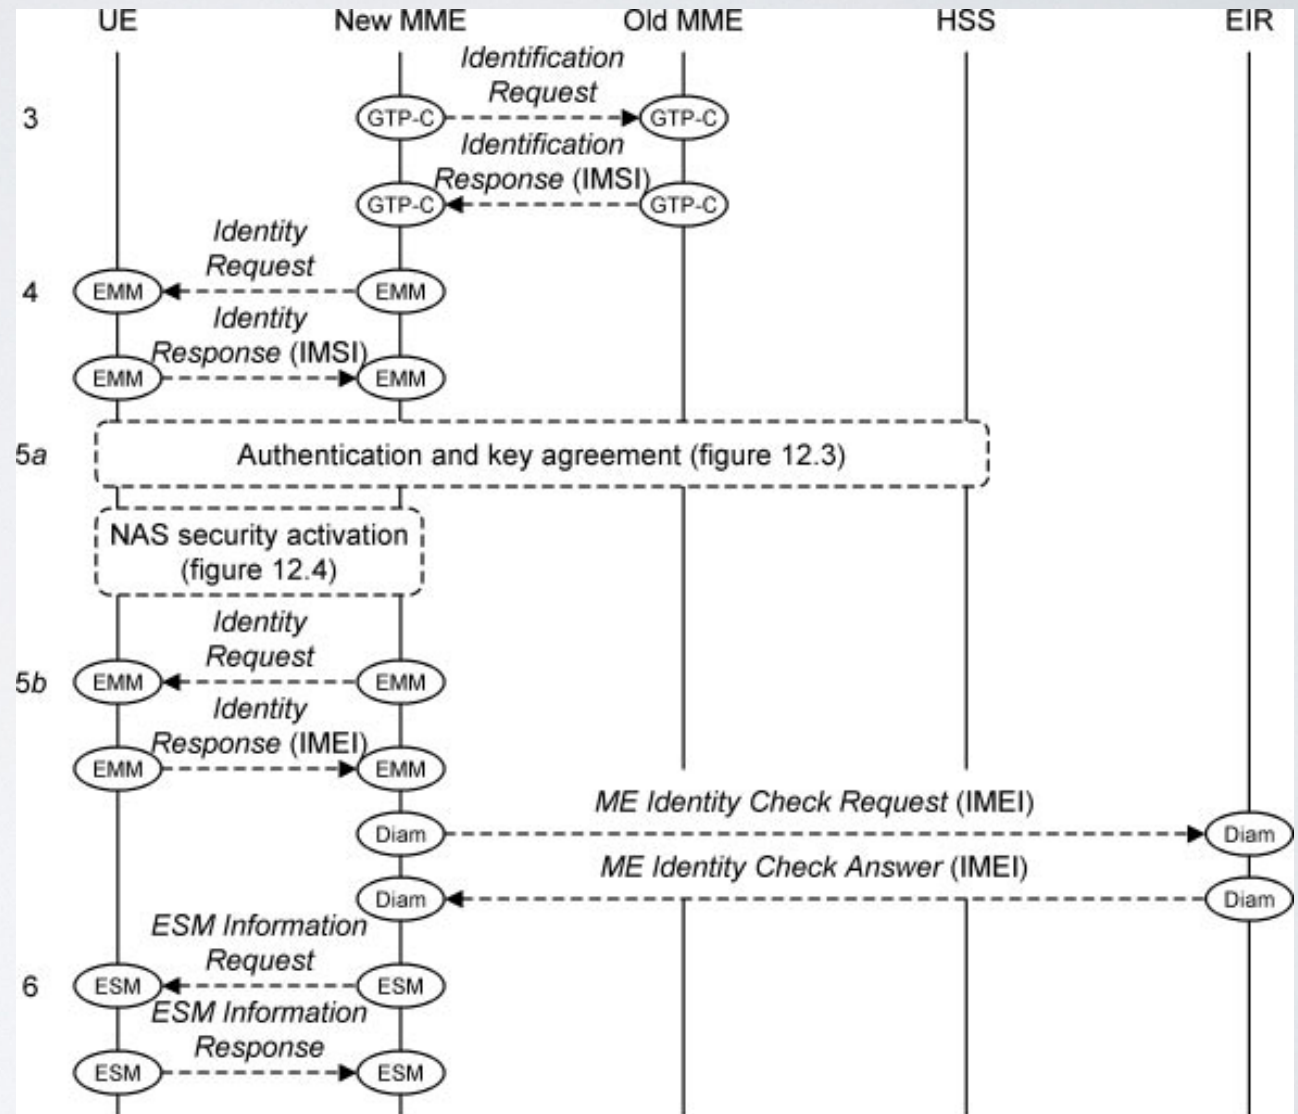 UE New MME Old MME HSS EIR
Identification
Request
3 GTP-C GTP-C
Identification
Response (IMSI)
GTP-C GTP-C
Identity
Request
4 EMM EMM
Identity
Response (IMSI)
EMM EMM
5a Authentication and key agreement (figure 12.3)
NAS security activation
(figure 12.4)
Identity
Request
5b EMM EMM
Identity
Response (IMEI)
EMM EMM
ME Identity Check Request (IMEI)
Diam Diam
ME Identity Check Answer (IMEI)
Diam Diam
ESM Information
Request
6 ESM ESM
ESM Information
Response
ESM ESM